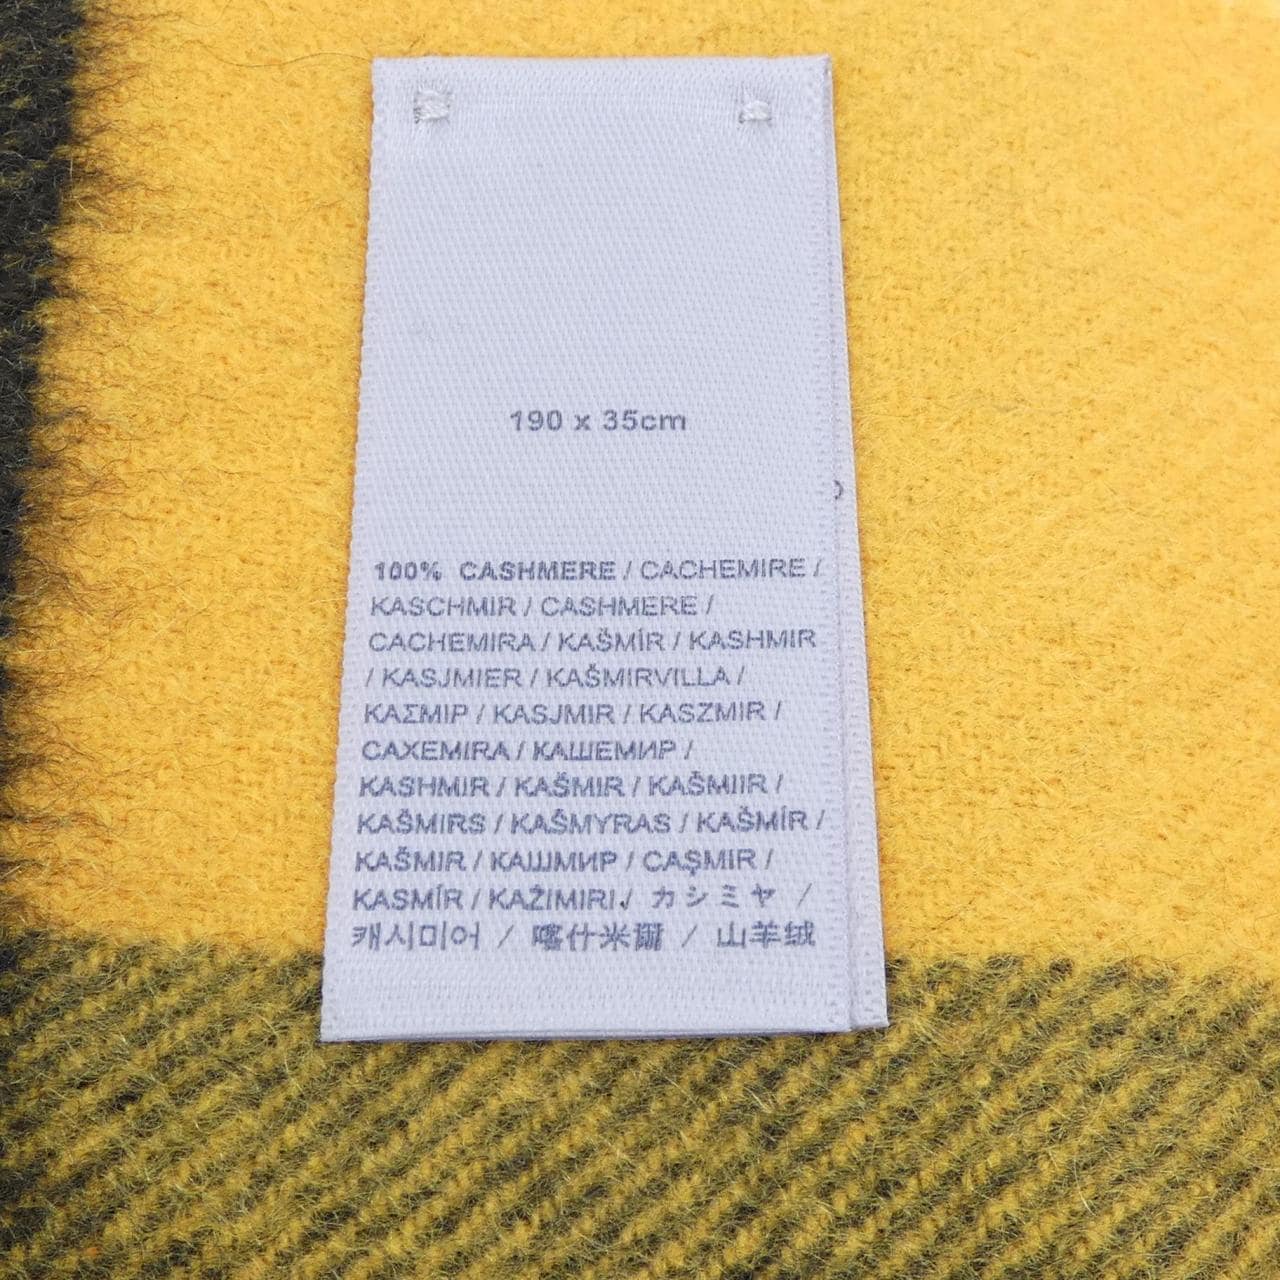 190 x 35cm
100% CASHMERE / CACHEMIRE /
KASCHMIR / CASHMERE /
CACHEMIRA / KAŠMÍR / KASHMIR
/ KASJMIER / KAŠMIRVILLA /
ΚΑΣΜΙΡ / KASJMIR / KASZMIR /
CAXEMIRA / КАШЕМИР /
KASHMIR / KAŠMIR / KAŠMIIR /
KAŠMIRS / KAŠMYRAS / KAŠMÍR /
KAŠMIR / КАШМИР / CAŞMIR /
KASMÍR / KAŻIMIRI / カシミヤ /
캐시미어 / 喀什米爾 / 山羊绒